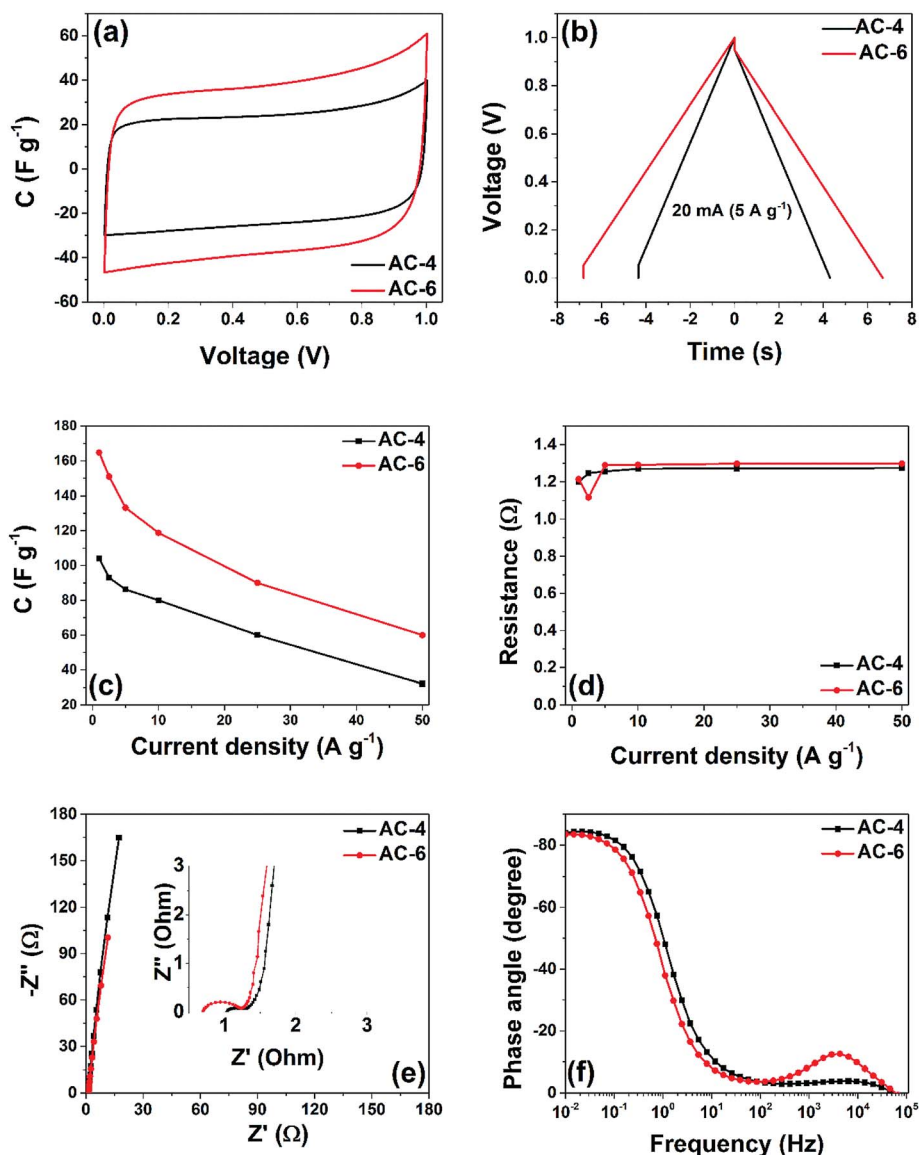 (a)
AC-4
AC-6
C (F g⁻¹)
60
40
20
0
-20
-40
-60
0.0 0.2 0.4 0.6 0.8 1.0
Voltage (V)
(b)
AC-4
AC-6
20 mA (5 A g⁻¹)
Voltage (V)
1.0
0.8
0.6
0.4
0.2
0.0
-8 -6 -4 -2 0 2 4 6 8
Time (s)
(c)
AC-4
AC-6
C (F g⁻¹)
180
160
140
120
100
80
60
40
20
0 10 20 30 40 50
Current density (A g⁻¹)
(d)
AC-4
AC-6
Resistance (Ω)
1.4
1.2
1.0
0.8
0.6
0.4
0.2
0.0
0 10 20 30 40 50
Current density (A g⁻¹)
(e)
AC-4
AC-6
-Z'' (Ω)
180
150
120
90
60
30
0
0 30 60 90 120 150 180
Z' (Ω)
Z'' (Ohm)
3
2
1
0
1 2 3
Z' (Ohm)
(f)
AC-4
AC-6
Phase angle (degree)
-80
-60
-40
-20
0
10⁻² 10⁻¹ 10⁰ 10¹ 10² 10³ 10⁴ 10⁵
Frequency (Hz)